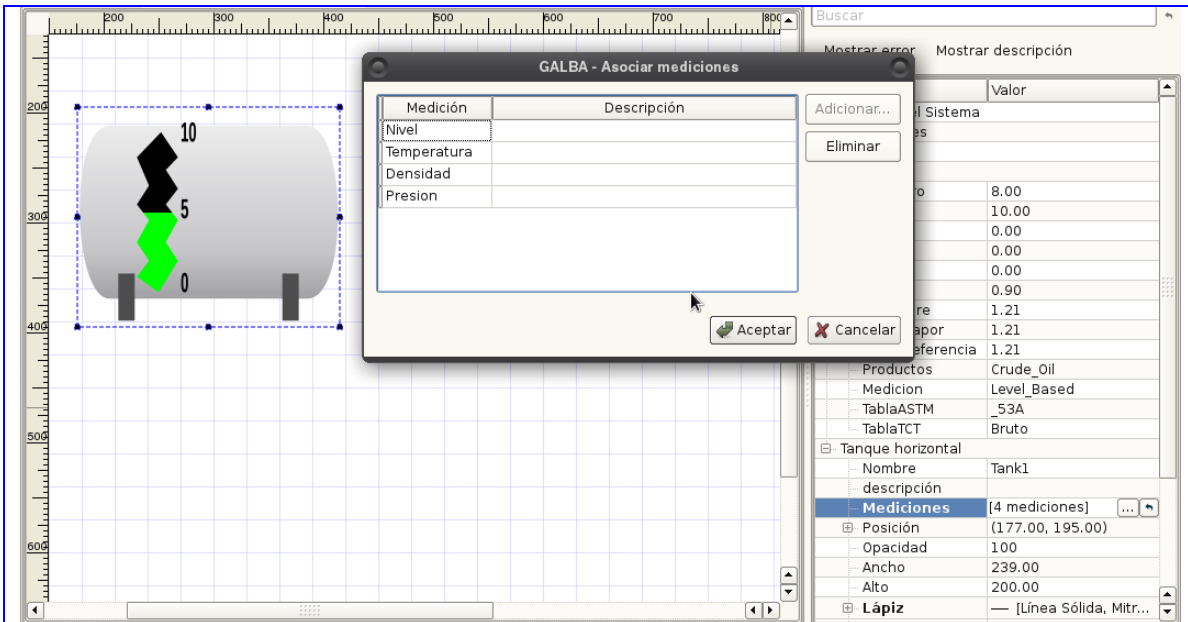 200 300 400 500 600 700 800
200
300
400
500
600
10
5
0
GALBA - Asociar mediciones
Medición Descripción
Nivel
Temperatura
Densidad
Presion
Adicionar...
Eliminar
Aceptar
Cancelar
Buscar
Mostrar error Mostrar descripción
Valor
el Sistema
es
o 8.00
10.00
0.00
0.00
0.00
0.90
re 1.21
apor 1.21
eferencia 1.21
Productos Crude_Oil
Medicion Level_Based
TablaASTM _53A
TablaTCT Bruto
Tanque horizontal
Nombre Tank1
descripción
Mediciones [4 mediciones] ...
Posición (177.00, 195.00)
Opacidad 100
Ancho 239.00
Alto 200.00
Lápiz [Línea Sólida, Mitr...